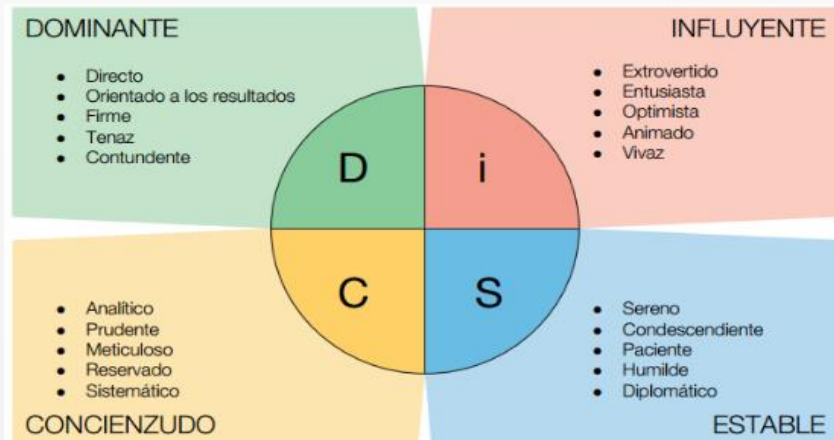 DOMINANTE
• Directo
• Orientado a los resultados
• Firme
• Tenaz
• Contundente
INFLUYENTE
• Extrovertido
• Entusiasta
• Optimista
• Animado
• Vivaz
D
i
C
S
• Analítico
• Prudente
• Meticuloso
• Reservado
• Sistemático
CONCIENZUDO
• Sereno
• Condescendiente
• Paciente
• Humilde
• Diplomático
ESTABLE